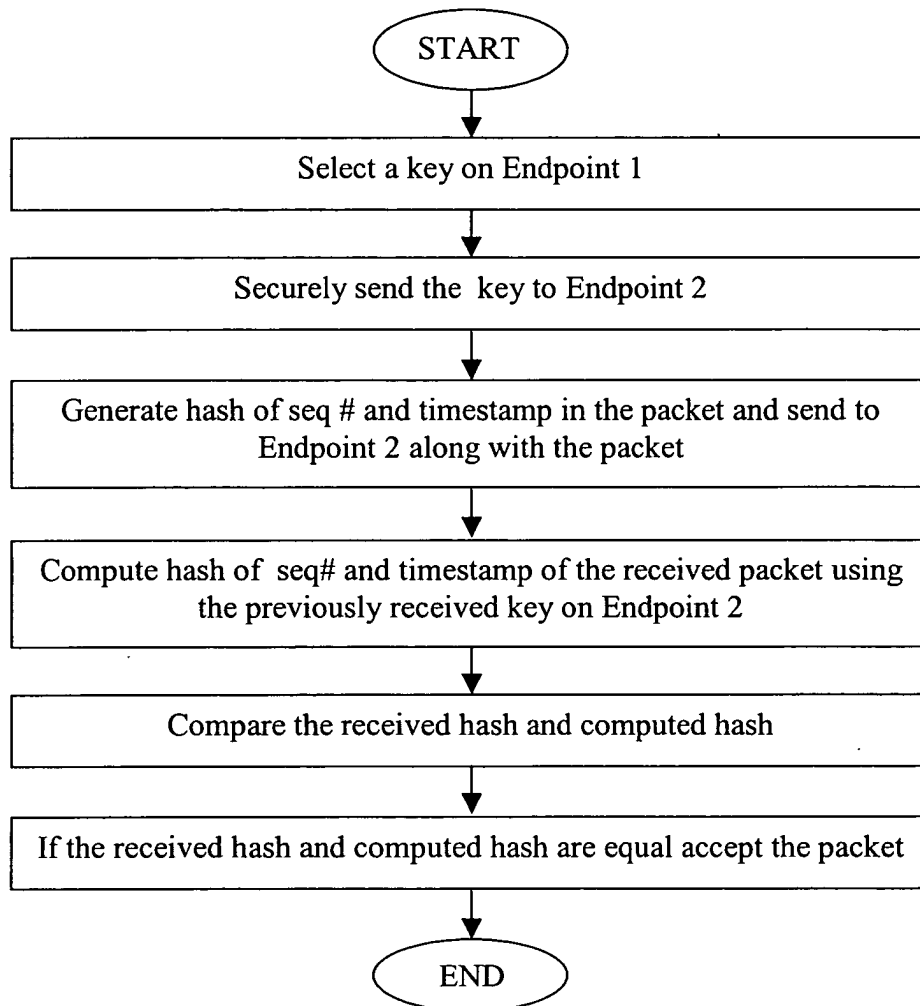 START
Select a key on Endpoint 1
Securely send the key to Endpoint 2
Generate hash of seq # and timestamp in the packet and send to
Endpoint 2 along with the packet
Compute hash of seq# and timestamp of the received packet using
the previously received key on Endpoint 2
Compare the received hash and computed hash
If the received hash and computed hash are equal accept the packet
END